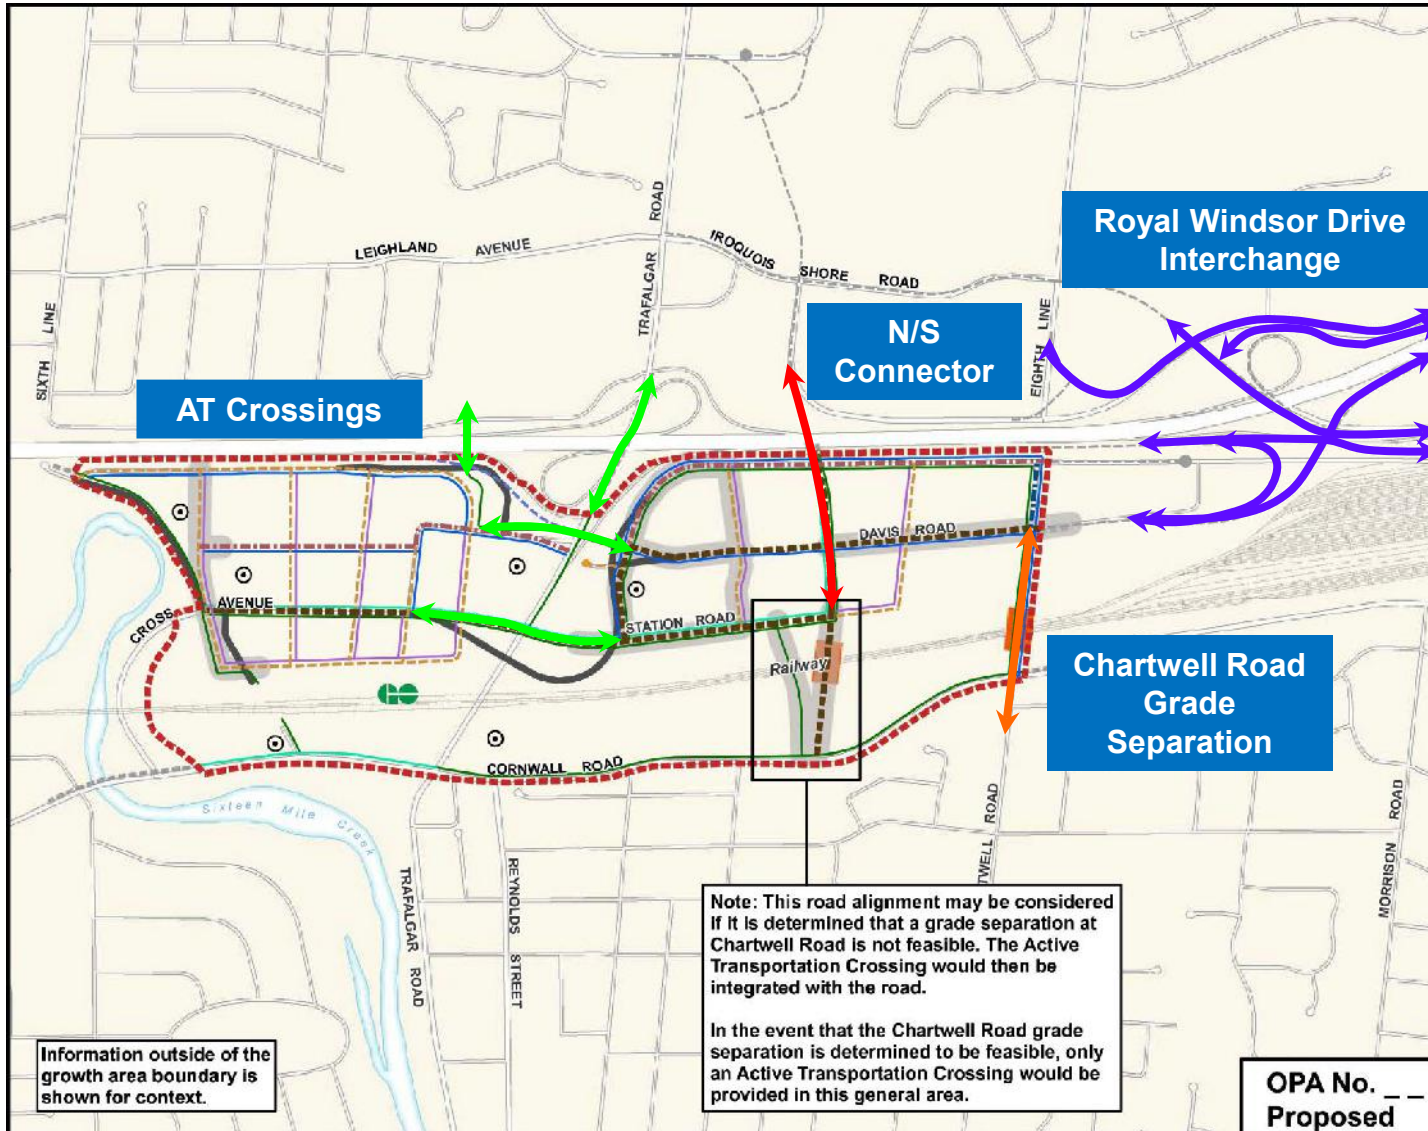 Royal Windsor Drive
Interchange
N/S
Connector
AT Crossings
LEIGHLAND AVENUE
IROQUOIS SHORE ROAD
TRAFALGAR ROAD
SIXTH LINE
EIGHTH LINE
DAVIS ROAD
CROSS AVENUE
STATION ROAD
Railway
GO
Chartwell Road
Grade
Separation
CORNWALL ROAD
Sixteen Mile Creek
TRAFALGAR ROAD
REYNOLDS STREET
TWELL ROAD
MORRISON ROAD
Note: This road alignment may be considered
if it is determined that a grade separation at
Chartwell Road is not feasible. The Active
Transportation Crossing would then be
integrated with the road.
In the event that the Chartwell Road grade
separation is determined to be feasible, only
an Active Transportation Crossing would be
provided in this general area.
Information outside of the
growth area boundary is
shown for context.
OPA No. _ _
Proposed